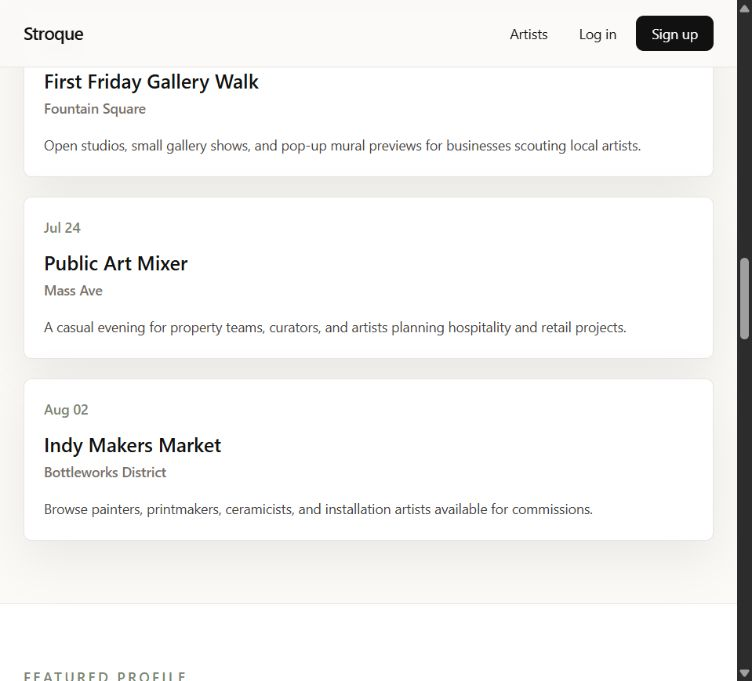 Stroque
Artists
Log in
Sign up
First Friday Gallery Walk
Fountain Square
Open studios, small gallery shows, and pop-up mural previews for businesses scouting local artists.
Jul 24
Public Art Mixer
Mass Ave
A casual evening for property teams, curators, and artists planning hospitality and retail projects.
Aug 02
Indy Makers Market
Bottleworks District
Browse painters, printmakers, ceramicists, and installation artists available for commissions.
FEATURED PROFILE